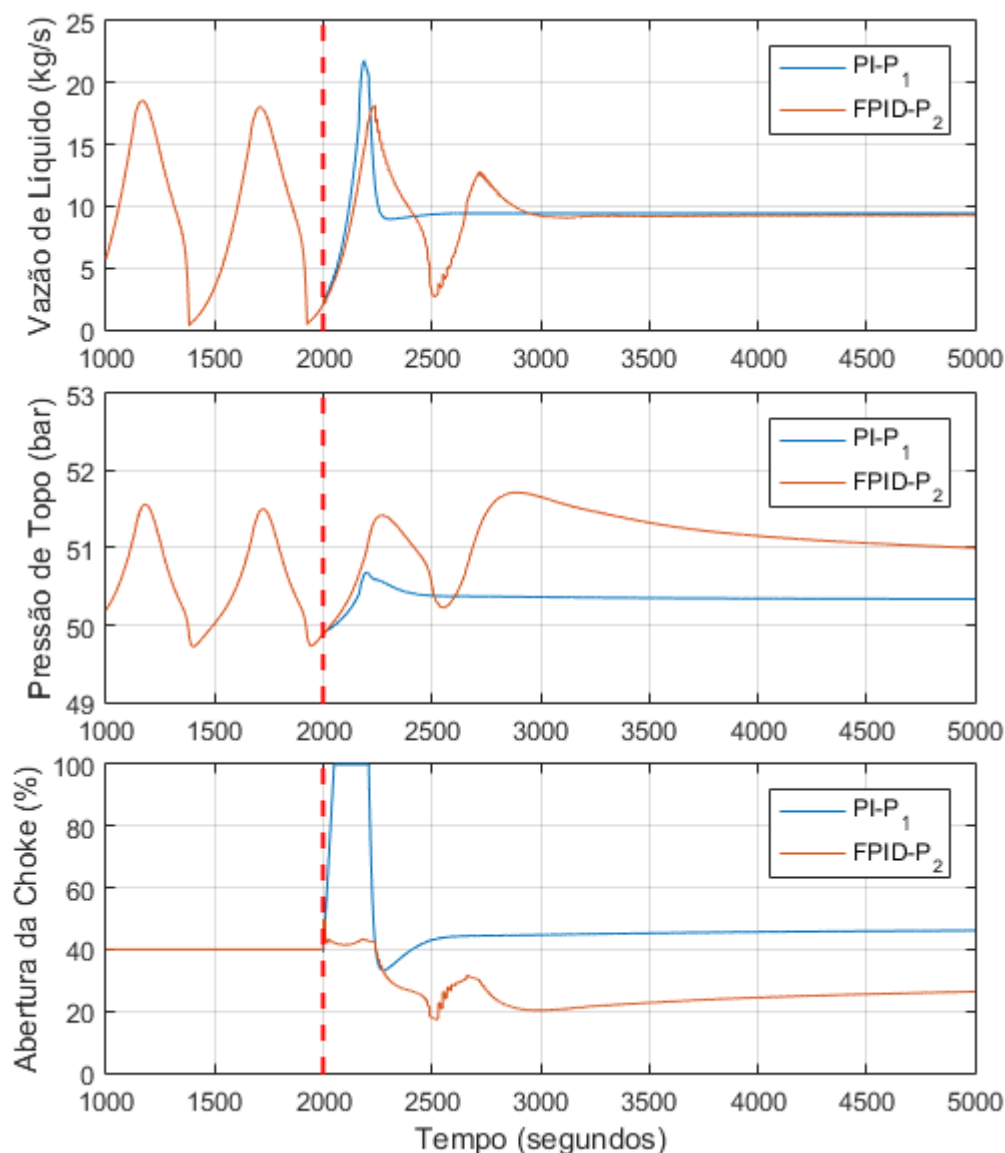 Vazão de Líquido (kg/s)
25
20
15
10
5
0
PI-P1
FPID-P2
1000 1500 2000 2500 3000 3500 4000 4500 5000
Pressão de Topo (bar)
53
52
51
50
49
PI-P1
FPID-P2
1000 1500 2000 2500 3000 3500 4000 4500 5000
Abertura da Choke (%)
100
80
60
40
20
0
PI-P1
FPID-P2
1000 1500 2000 2500 3000 3500 4000 4500 5000
Tempo (segundos)